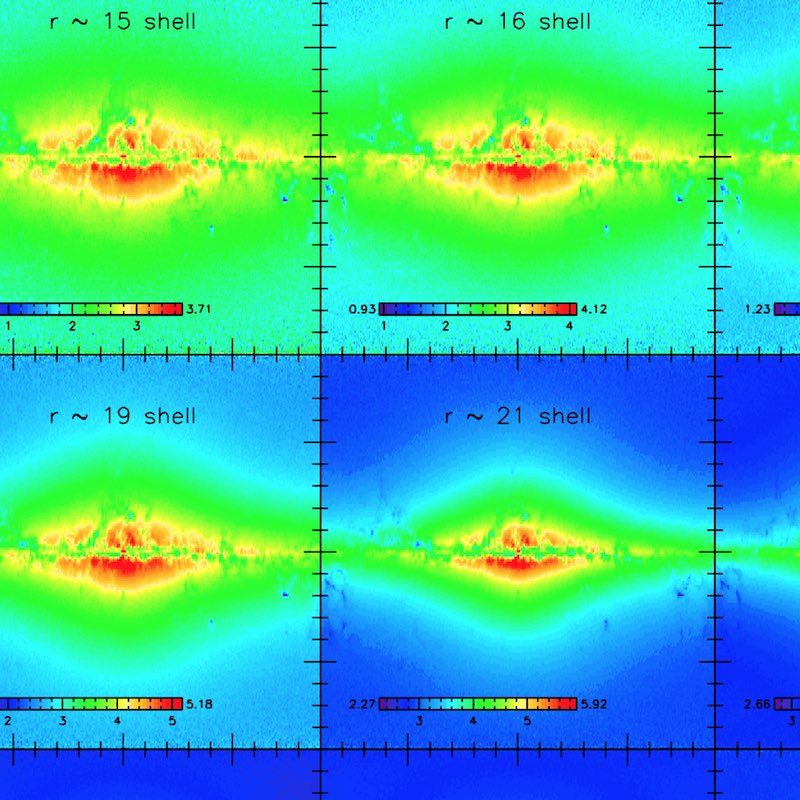 r ~ 15 shell
r ~ 16 shell
3.71
0.93
4.12
1.23
1 2 3
1 2 3 4
r ~ 19 shell
r ~ 21 shell
5.18
2.27
5.92
2.66
2 3 4 5
3 4 5
3